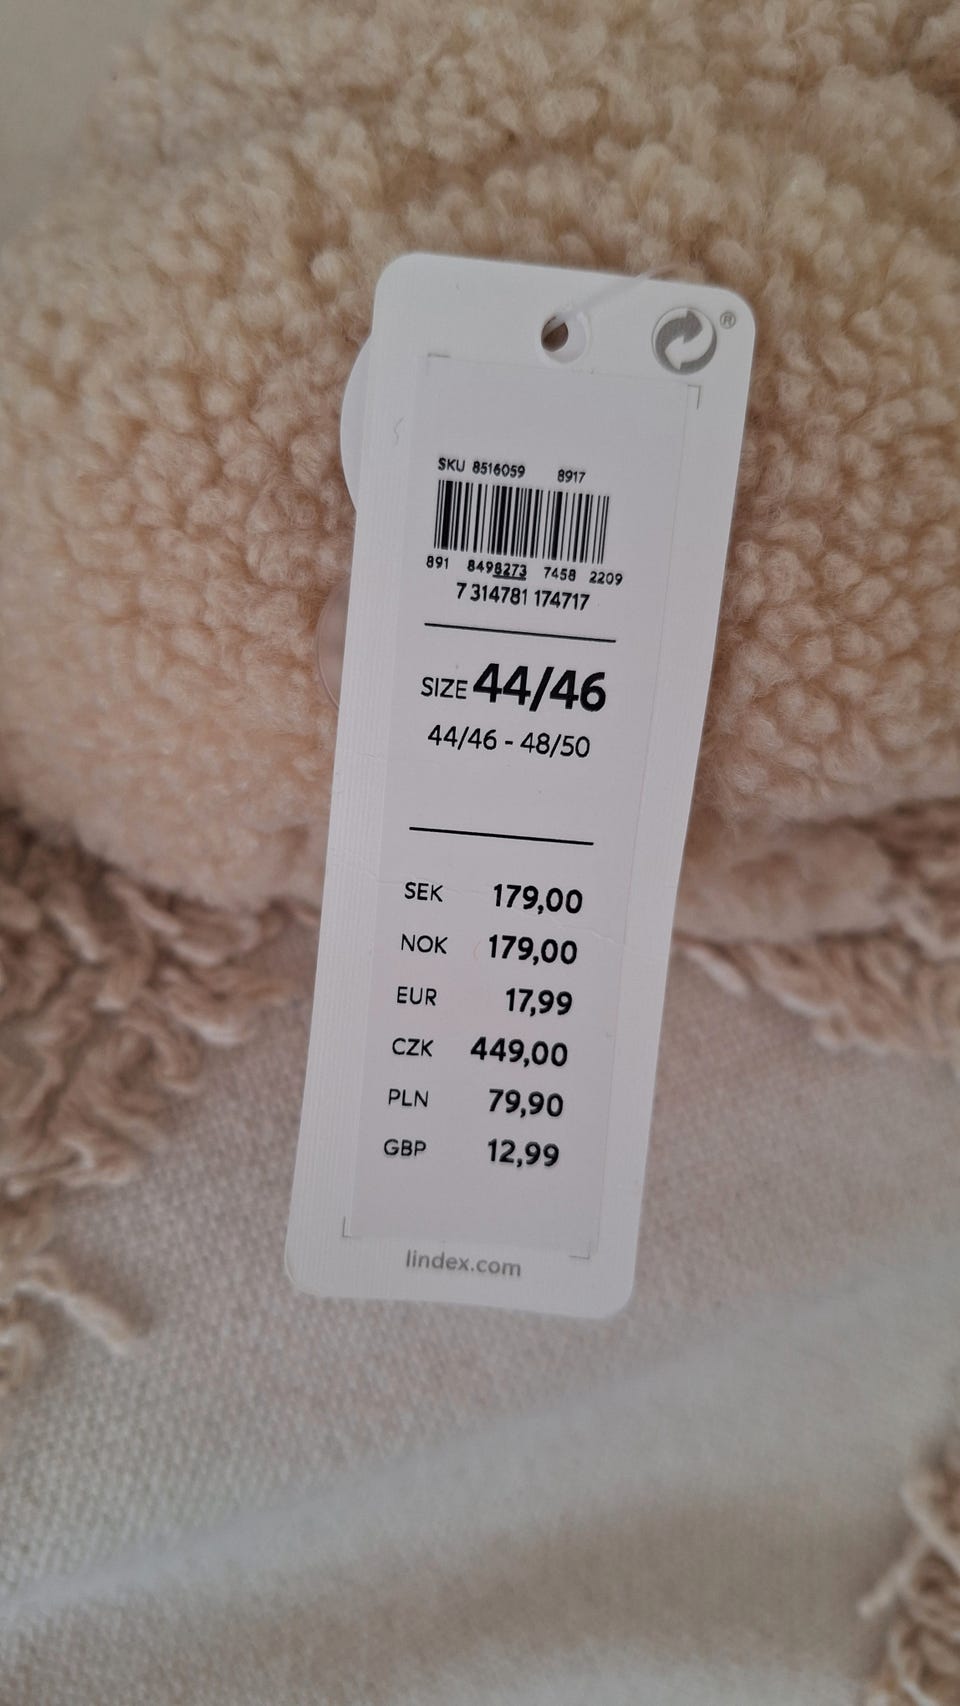 ®
SKU 8516059 8917
891 8498273 7458 2209
7 314781 174717
SIZE 44/46
44/46 - 48/50
SEK 179,00
NOK 179,00
EUR 17,99
CZK 449,00
PLN 79,90
GBP 12,99
lindex.com